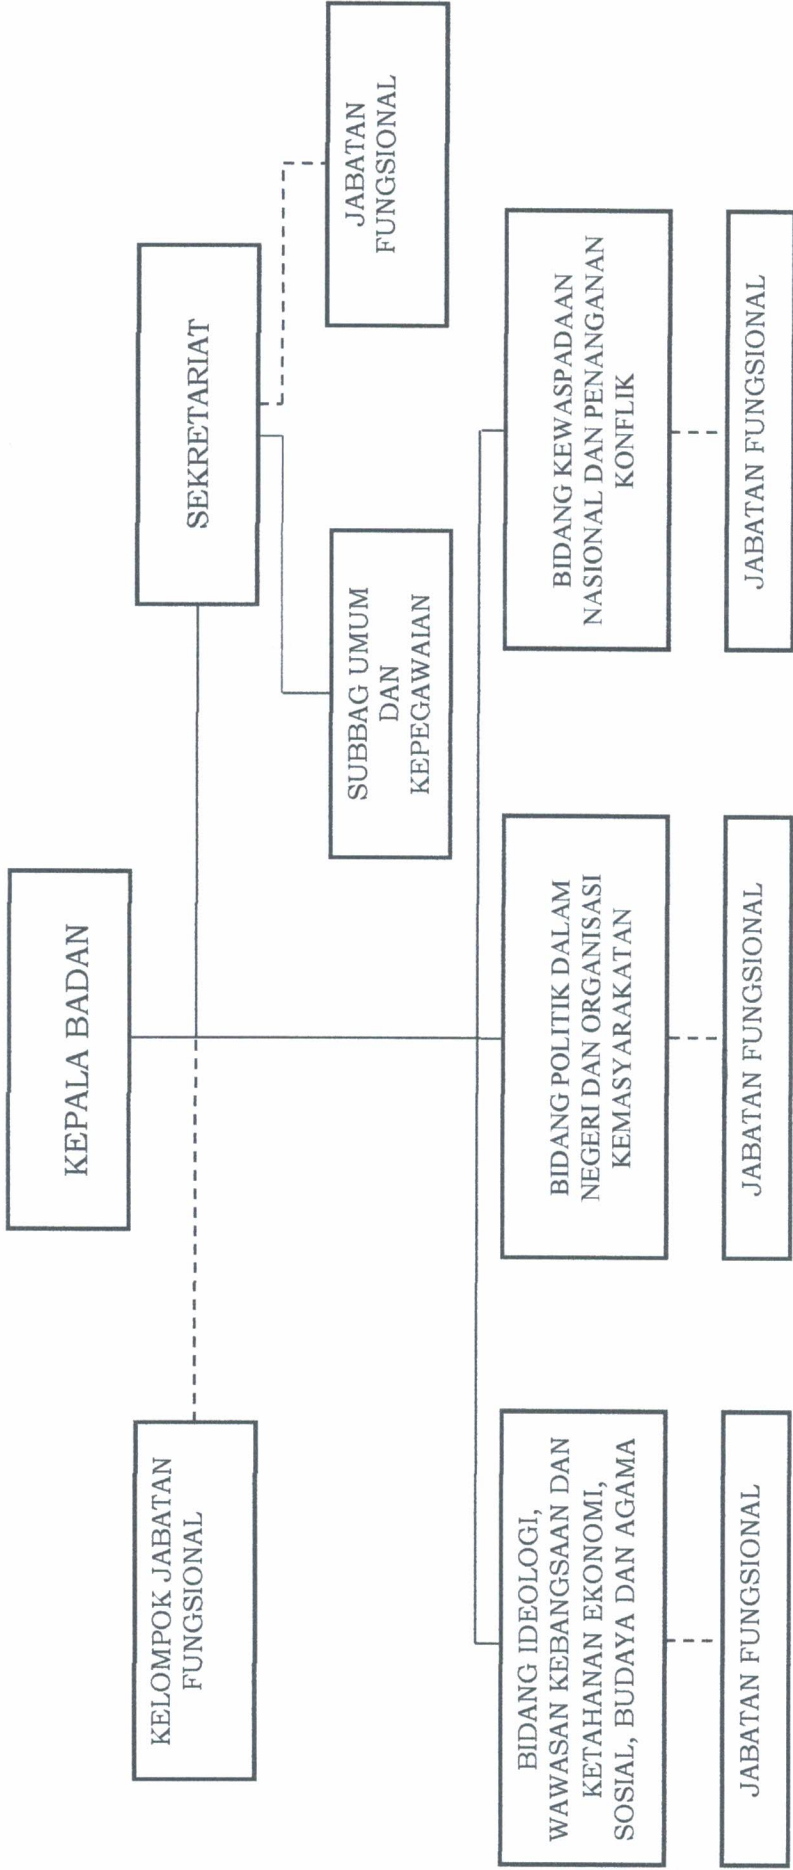 KEPALA BADAN
KELOMPOK JABATAN
FUNGSIONAL
SEKRETARIAT
SUBBAG UMUM
DAN
KEPEGAWAIAN
JABATAN
FUNGSIONAL
BIDANG IDEOLOGI,
WAWASAN KEBANGSAAN DAN
KETAHANAN EKONOMI,
SOSIAL, BUDAYA DAN AGAMA
BIDANG POLITIK DALAM
NEGERI DAN ORGANISASI
KEMASYARAKATAN
BIDANG KEWASPADAAN
NASIONAL DAN PENANGANAN
KONFLIK
JABATAN FUNGSIONAL
JABATAN FUNGSIONAL
JABATAN FUNGSIONAL